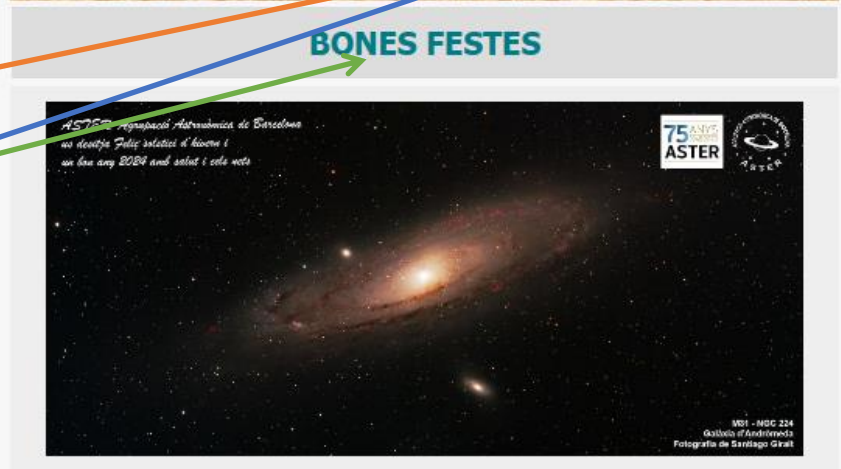 BONES FESTES
ASTER Agrupació Astronòmica de Barcelona
us desitja Feliç solstici d'hivern i
un bon any 2024 amb salut i cels nets
75 ANYS
ASTER
ASTER
M31 - NGC 224
Galàxia d'Andròmeda
Fotografia de Santiago Giralt